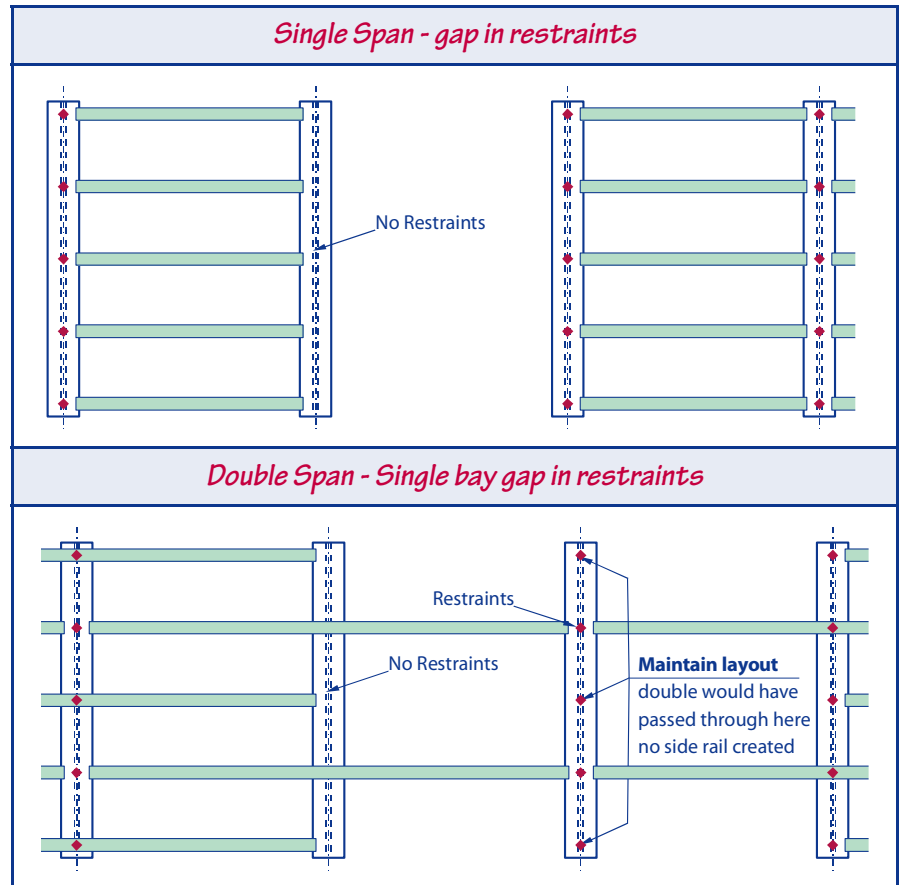 Single Span - gap in restraints
No Restraints
Double Span - Single bay gap in restraints
Restraints
No Restraints
Maintain layout
double would have
passed through here
no side rail created